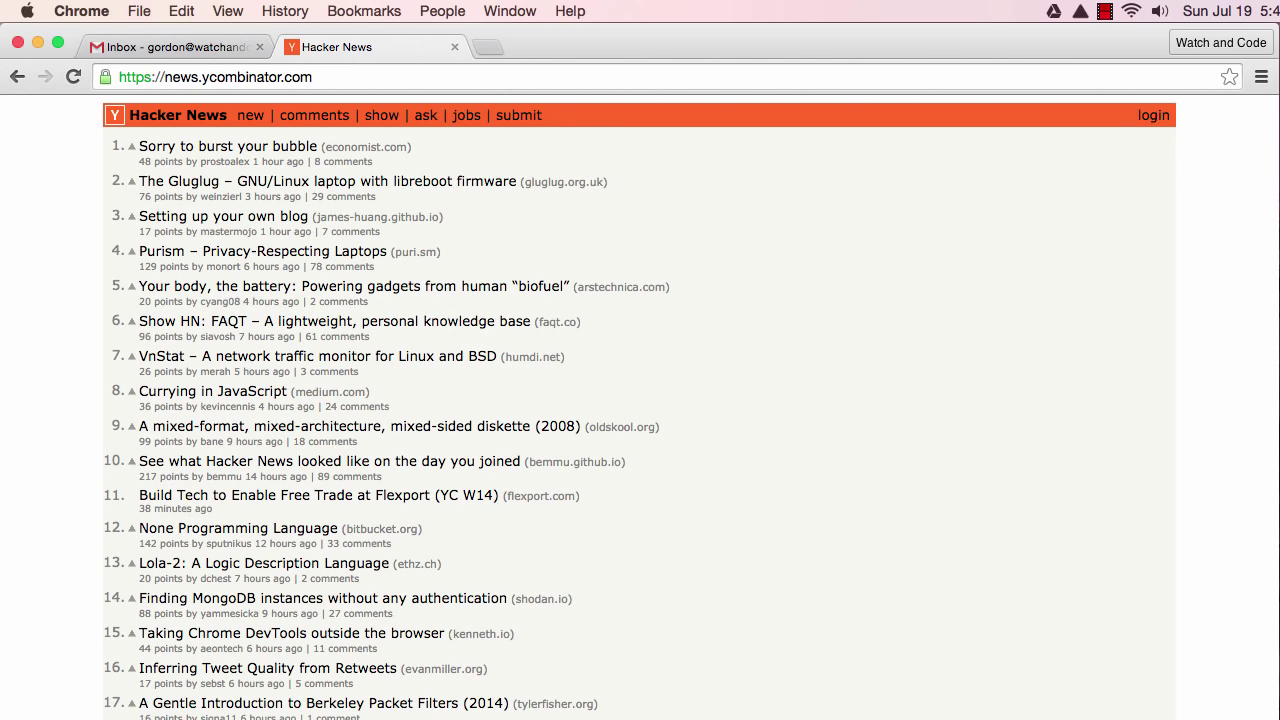 Chrome File Edit View History Bookmarks People Window Help Sun Jul 19 5:4
Inbox - gordon@watchand Hacker News Watch and Code
https://news.ycombinator.com
Y Hacker News new | comments | show | ask | jobs | submit login
1. Sorry to burst your bubble (economist.com)
48 points by prostoalex 1 hour ago | 8 comments
2. The Gluglug – GNU/Linux laptop with libreboot firmware (gluglug.org.uk)
76 points by weinzierl 3 hours ago | 29 comments
3. Setting up your own blog (james-huang.github.io)
17 points by mastermojo 1 hour ago | 7 comments
4. Purism – Privacy-Respecting Laptops (puri.sm)
129 points by monort 6 hours ago | 78 comments
5. Your body, the battery: Powering gadgets from human “biofuel” (arstechnica.com)
20 points by cyang08 4 hours ago | 2 comments
6. Show HN: FAQT – A lightweight, personal knowledge base (faqt.co)
96 points by siavosh 7 hours ago | 61 comments
7. VnStat – A network traffic monitor for Linux and BSD (humdi.net)
26 points by merah 5 hours ago | 3 comments
8. Currying in JavaScript (medium.com)
36 points by kevincennis 4 hours ago | 24 comments
9. A mixed-format, mixed-architecture, mixed-sided diskette (2008) (oldskool.org)
99 points by bane 9 hours ago | 18 comments
10. See what Hacker News looked like on the day you joined (bemmu.github.io)
217 points by bemmu 14 hours ago | 89 comments
11. Build Tech to Enable Free Trade at Flexport (YC W14) (flexport.com)
38 minutes ago
12. None Programming Language (bitbucket.org)
142 points by sputnikus 12 hours ago | 33 comments
13. Lola-2: A Logic Description Language (ethz.ch)
20 points by dchest 7 hours ago | 2 comments
14. Finding MongoDB instances without any authentication (shodan.io)
88 points by yammesicka 9 hours ago | 27 comments
15. Taking Chrome DevTools outside the browser (kenneth.io)
44 points by aeontech 6 hours ago | 11 comments
16. Inferring Tweet Quality from Retweets (evanmiller.org)
17 points by sebst 6 hours ago | 5 comments
17. A Gentle Introduction to Berkeley Packet Filters (2014) (tylerfisher.org)
16 points by signa11 6 hours ago | 1 comment